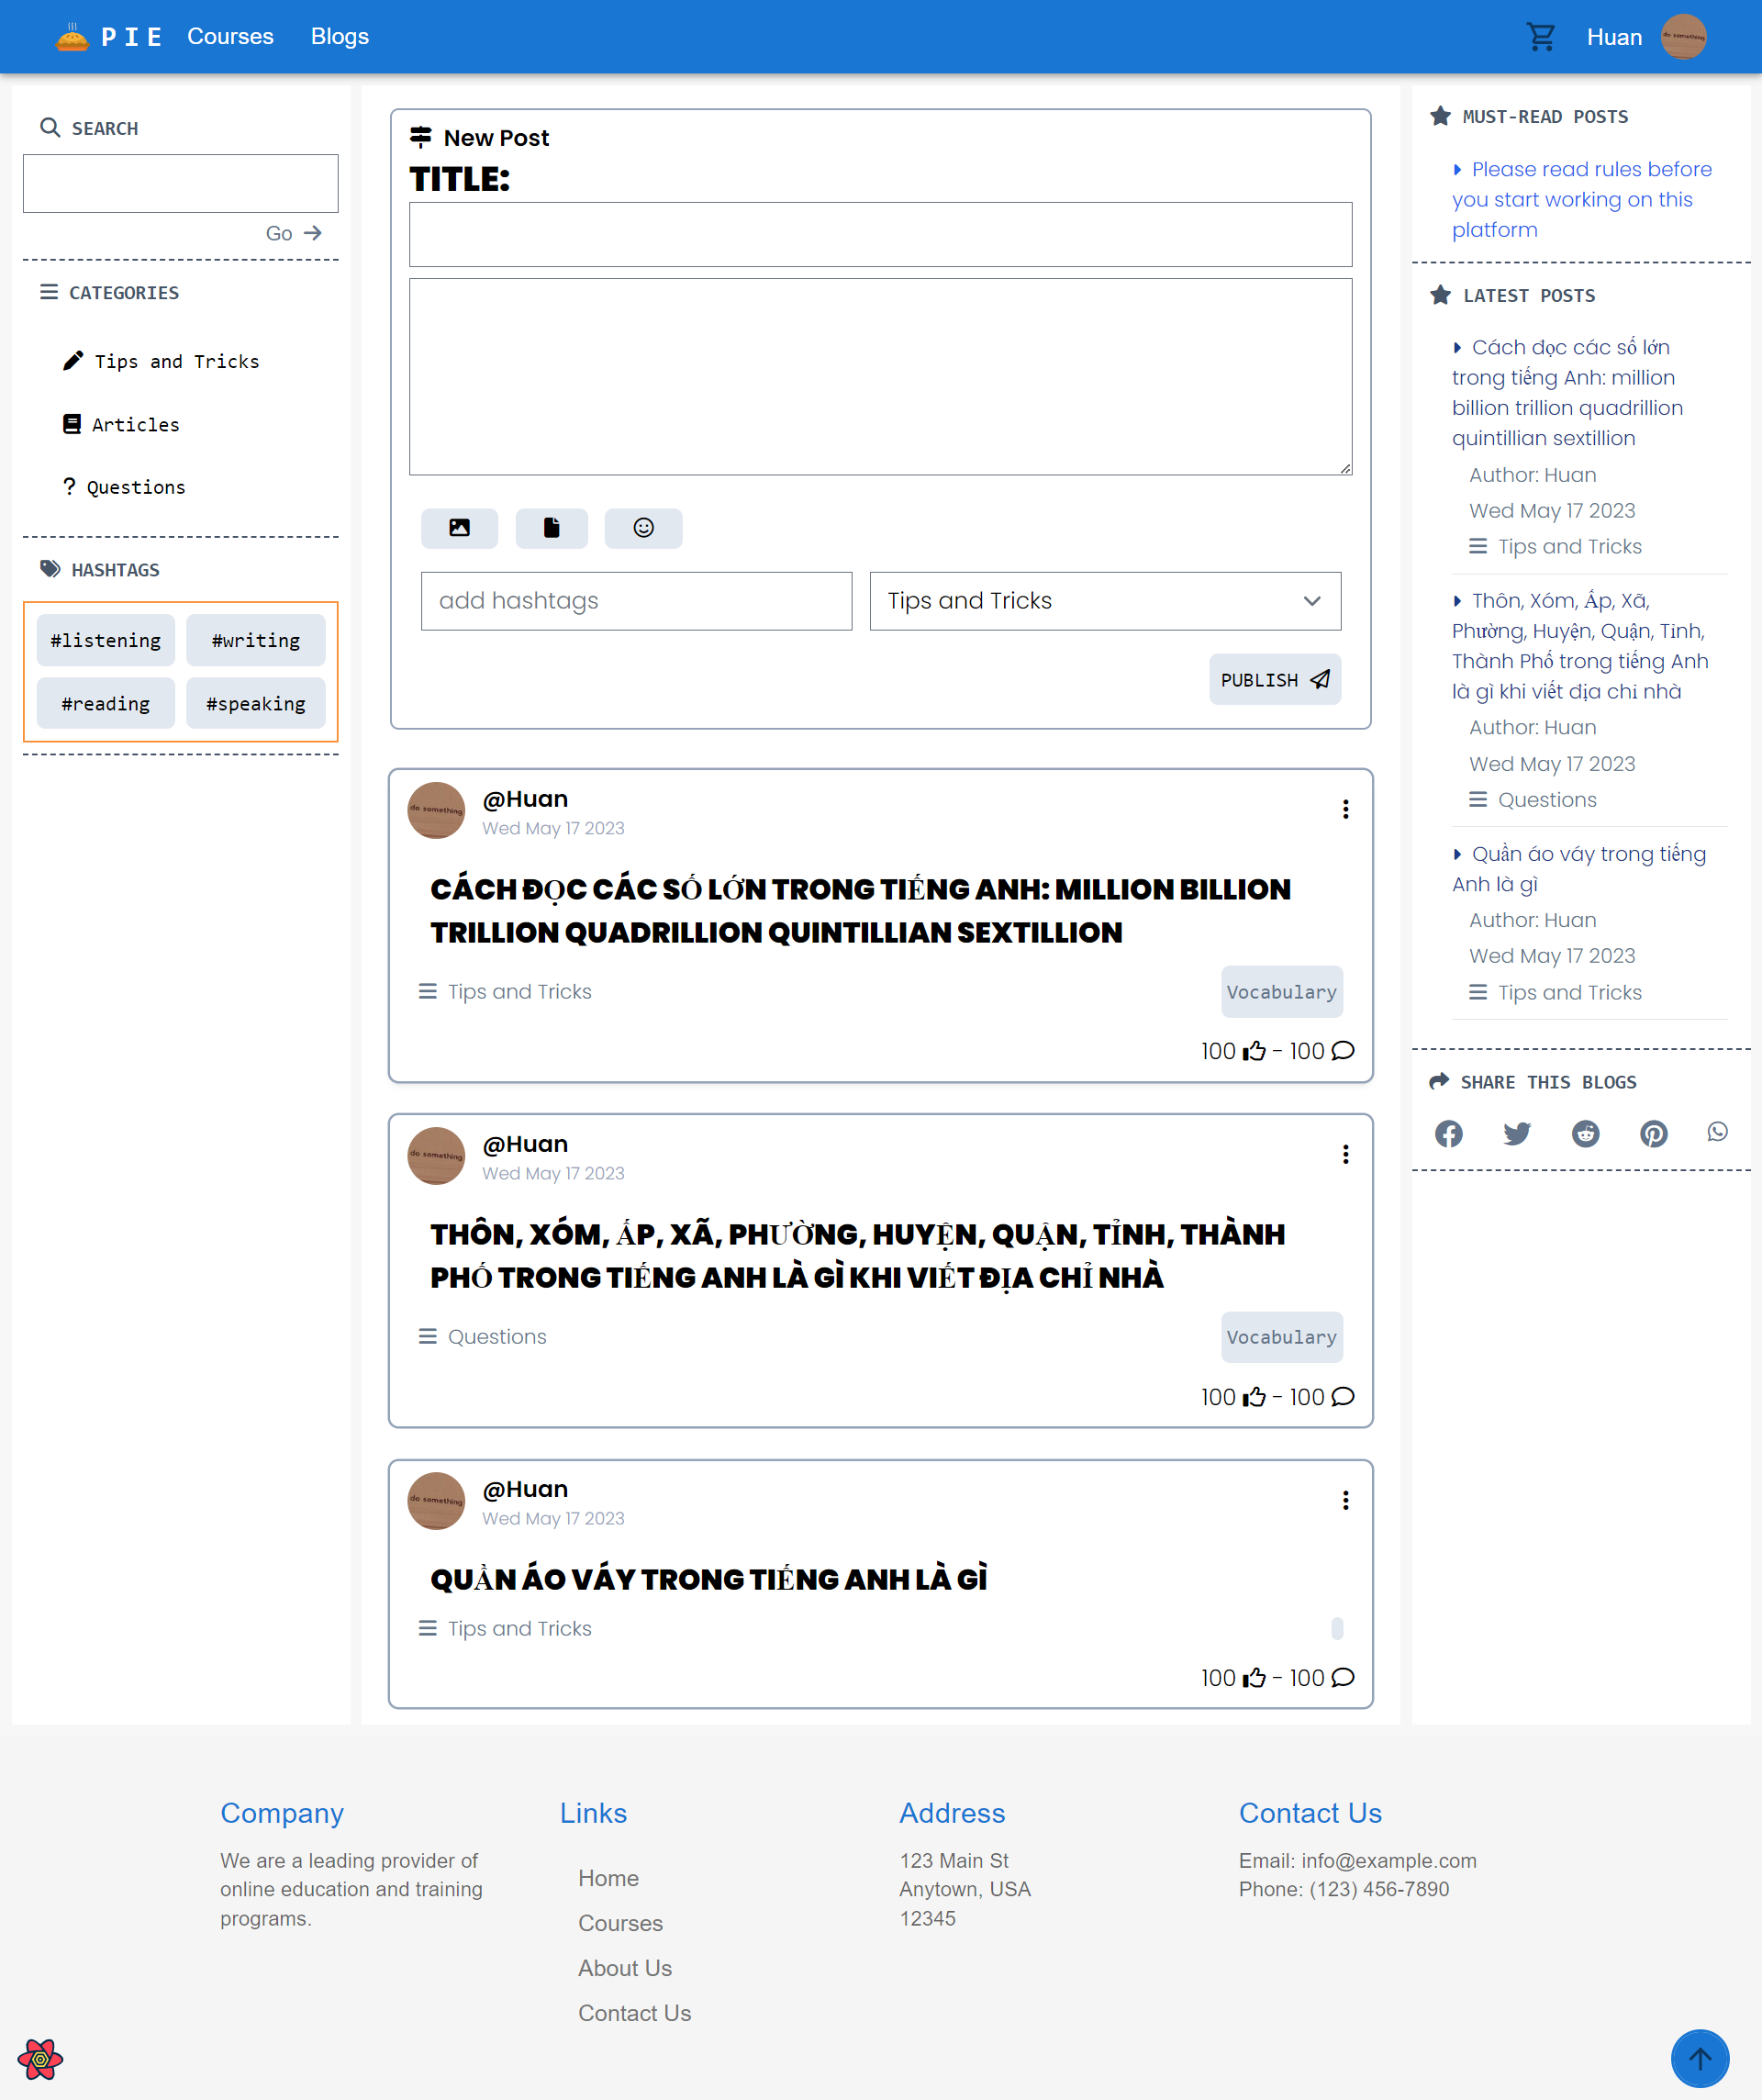 PIE Courses Blogs
Huan
SEARCH
Go
CATEGORIES
Tips and Tricks
Articles
Questions
HASHTAGS
#listening #writing
#reading #speaking
New Post
TITLE:
add hashtags
Tips and Tricks
PUBLISH
@Huan
Wed May 17 2023
CÁCH ĐỌC CÁC SỐ LỚN TRONG TIẾNG ANH: MILLION BILLION
TRILLION QUADRILLION QUINTILLIAN SEXTILLION
Tips and Tricks
Vocabulary
100 - 100
@Huan
Wed May 17 2023
THÔN, XÓM, ẤP, XÃ, PHƯỜNG, HUYỆN, QUẬN, TỈNH, THÀNH
PHỐ TRONG TIẾNG ANH LÀ GÌ KHI VIẾT ĐỊA CHỈ NHÀ
Questions
Vocabulary
100 - 100
@Huan
Wed May 17 2023
QUẦN ÁO VÁY TRONG TIẾNG ANH LÀ GÌ
Tips and Tricks
100 - 100
MUST-READ POSTS
Please read rules before
you start working on this
platform
LATEST POSTS
Cách đọc các số lớn
trong tiếng Anh: million
billion trillion quadrillion
quintillian sextillion
Author: Huan
Wed May 17 2023
Tips and Tricks
Thôn, Xóm, Ấp, Xã,
Phường, Huyện, Quận, Tỉnh,
Thành Phố trong tiếng Anh
là gì khi viết địa chỉ nhà
Author: Huan
Wed May 17 2023
Questions
Quần áo váy trong tiếng
Anh là gì
Author: Huan
Wed May 17 2023
Tips and Tricks
SHARE THIS BLOGS
Company
We are a leading provider of
online education and training
programs.
Links
Home
Courses
About Us
Contact Us
Address
123 Main St
Anytown, USA
12345
Contact Us
Email: info@example.com
Phone: (123) 456-7890
do something
do something
do something
do something